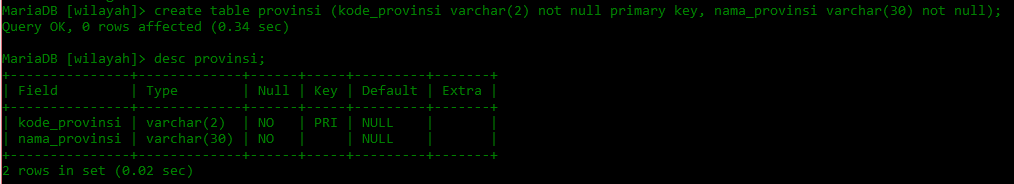 MariaDB [wilayah]> create table provinsi (kode_provinsi varchar(2) not null primary key, nama_provinsi varchar(30) not null);
Query OK, 0 rows affected (0.34 sec)
MariaDB [wilayah]> desc provinsi;
+---------------+-------------+------+-----+---------+-------+
| Field         | Type        | Null | Key | Default | Extra |
+---------------+-------------+------+-----+---------+-------+
| kode_provinsi | varchar(2)  | NO   | PRI | NULL    |       |
| nama_provinsi | varchar(30) | NO   |     | NULL    |       |
+---------------+-------------+------+-----+---------+-------+
2 rows in set (0.02 sec)